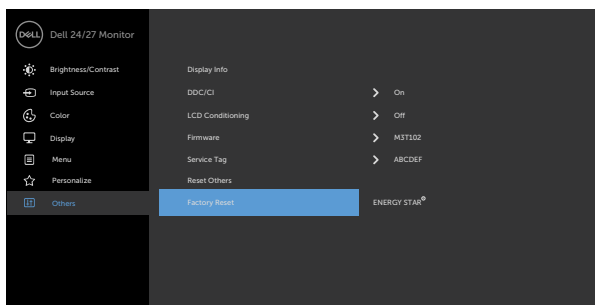 DELL Dell 24/27 Monitor
Brightness/Contrast Display Info
Input Source DDC/CI On
Color LCD Conditioning Off
Display Firmware M3T102
Menu Service Tag ABCDEF
Personalize Reset Others
Others Factory Reset ENERGY STAR®